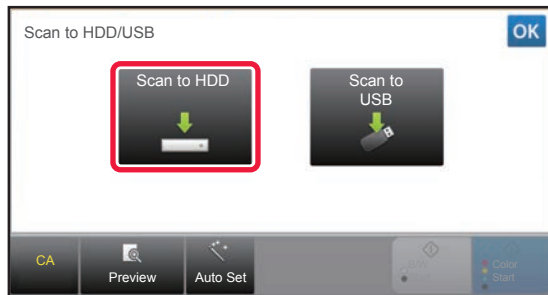 Scan to HDD/USB
OK
Scan to HDD
Scan to
USB
CA
Preview
Auto Set
B/W
Color
Start